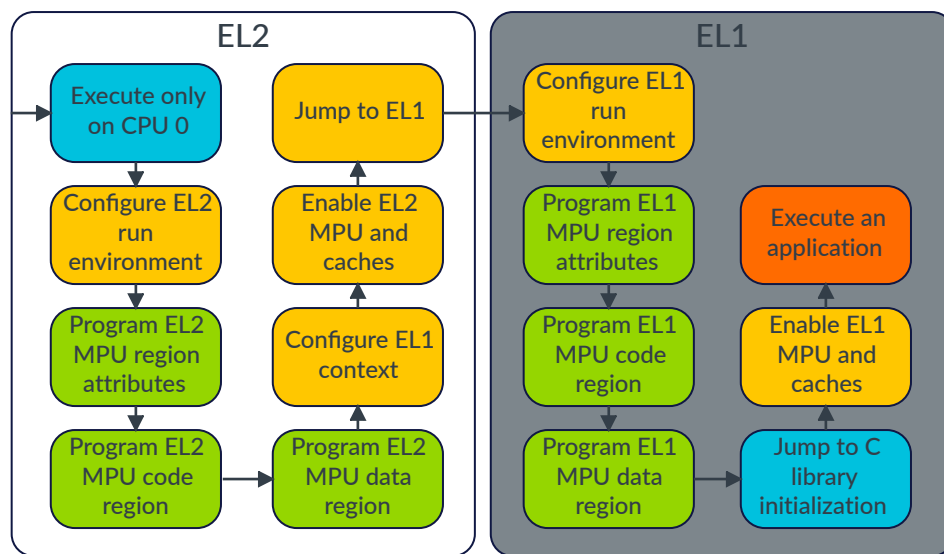 EL2
Execute only
on CPU 0
Configure EL2
run
environment
Program EL2
MPU region
attributes
Program EL2
MPU code
region
Program EL2
MPU data
region
Configure EL1
context
Enable EL2
MPU and
caches
Jump to EL1
EL1
Configure EL1
run
environment
Program EL1
MPU region
attributes
Program EL1
MPU code
region
Program EL1
MPU data
region
Jump to C
library
initialization
Enable EL1
MPU and
caches
Execute an
application